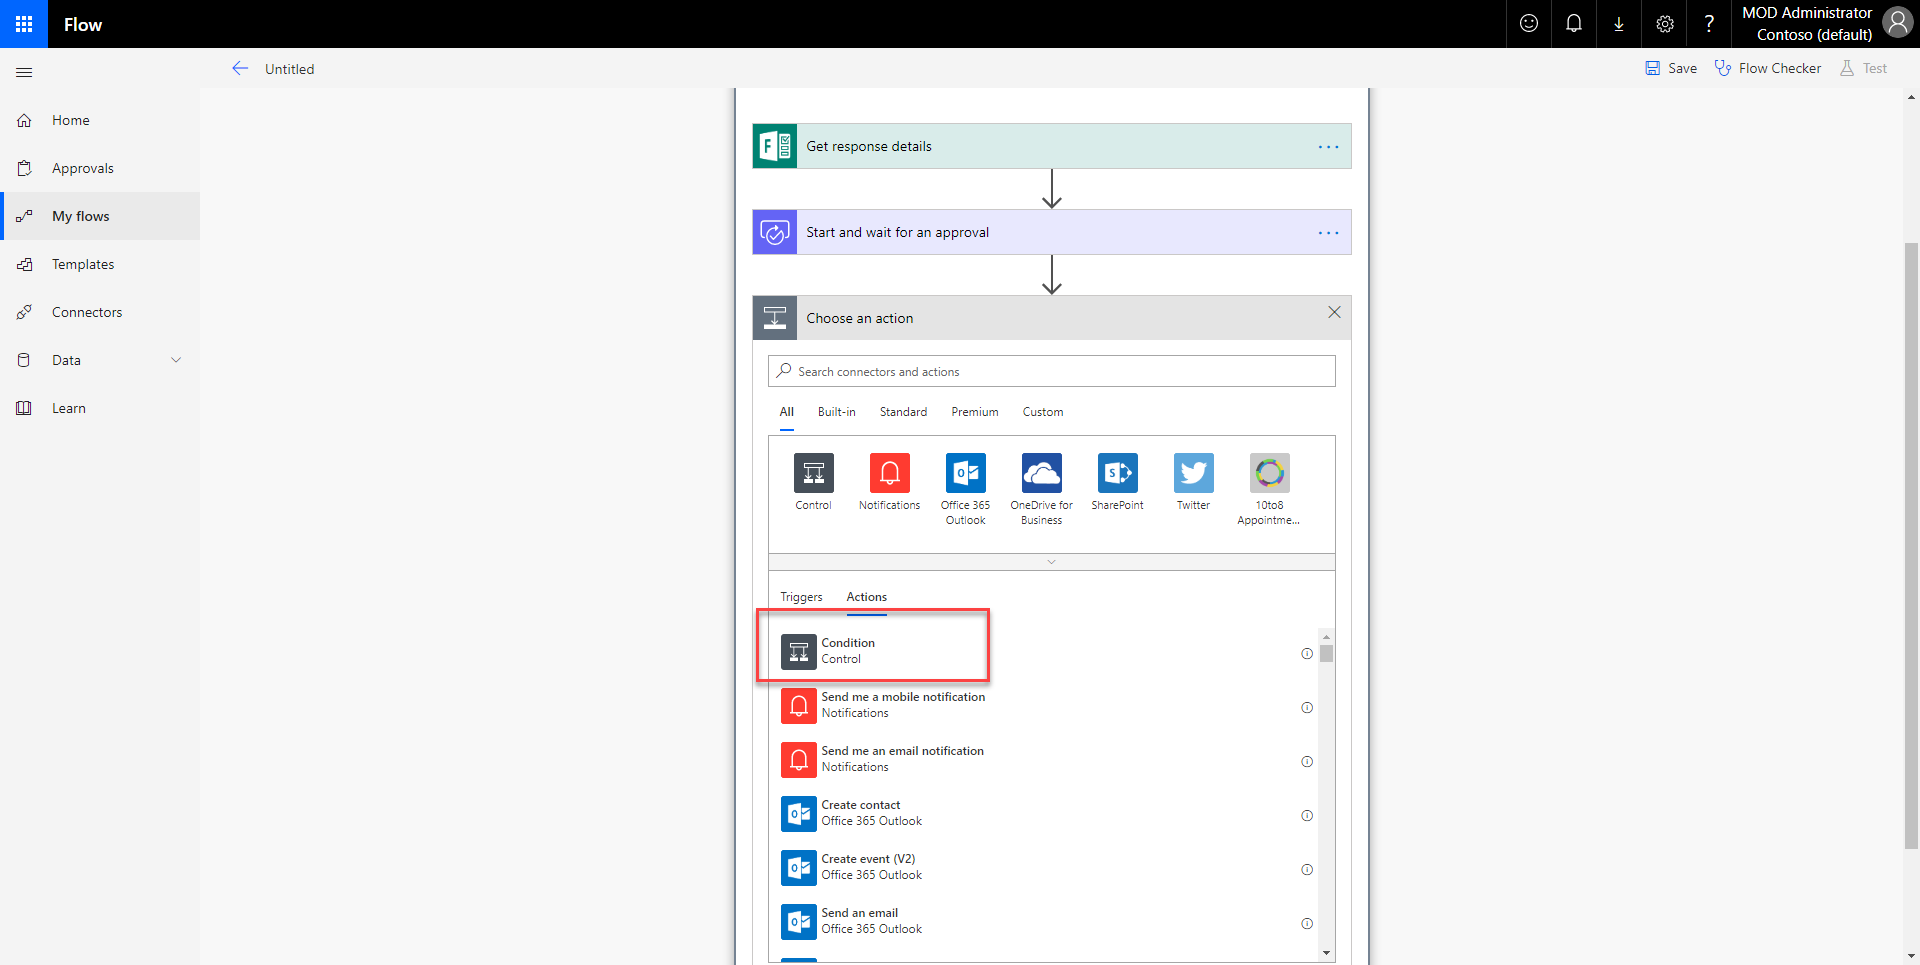 Flow
?
MOD Administrator
Contoso (default)
Untitled
Save
Flow Checker
Test
Home
Approvals
My flows
Templates
Connectors
Data
Learn
F
Get response details
...
Start and wait for an approval
...
Choose an action
Search connectors and actions
All
Built-in
Standard
Premium
Custom
Control
Notifications
Office 365
Outlook
OneDrive for
Business
SharePoint
Twitter
10to8
Appointme...
Triggers
Actions
Condition
Control
Send me a mobile notification
Notifications
Send me an email notification
Notifications
Create contact
Office 365 Outlook
Create event (V2)
Office 365 Outlook
Send an email
Office 365 Outlook